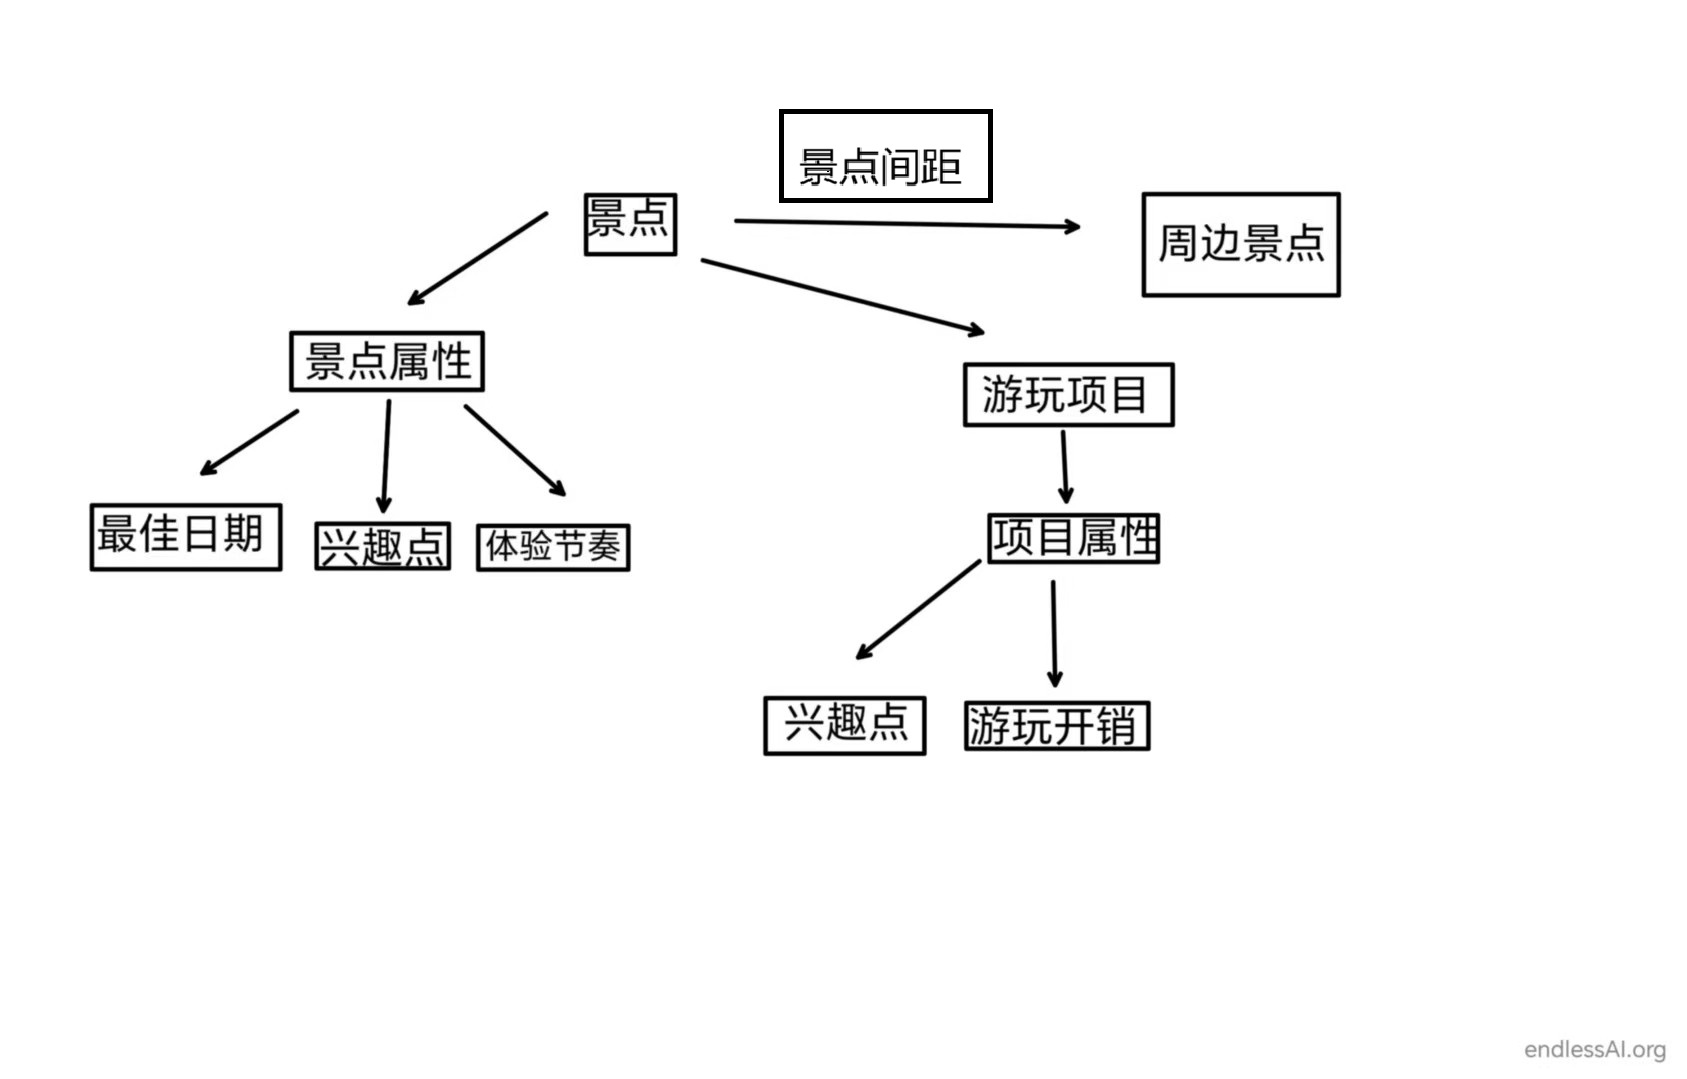 景点间距
景点
周边景点
景点属性
游玩项目
最佳日期
兴趣点
体验节奏
项目属性
兴趣点
游玩开销
endlessAI.org